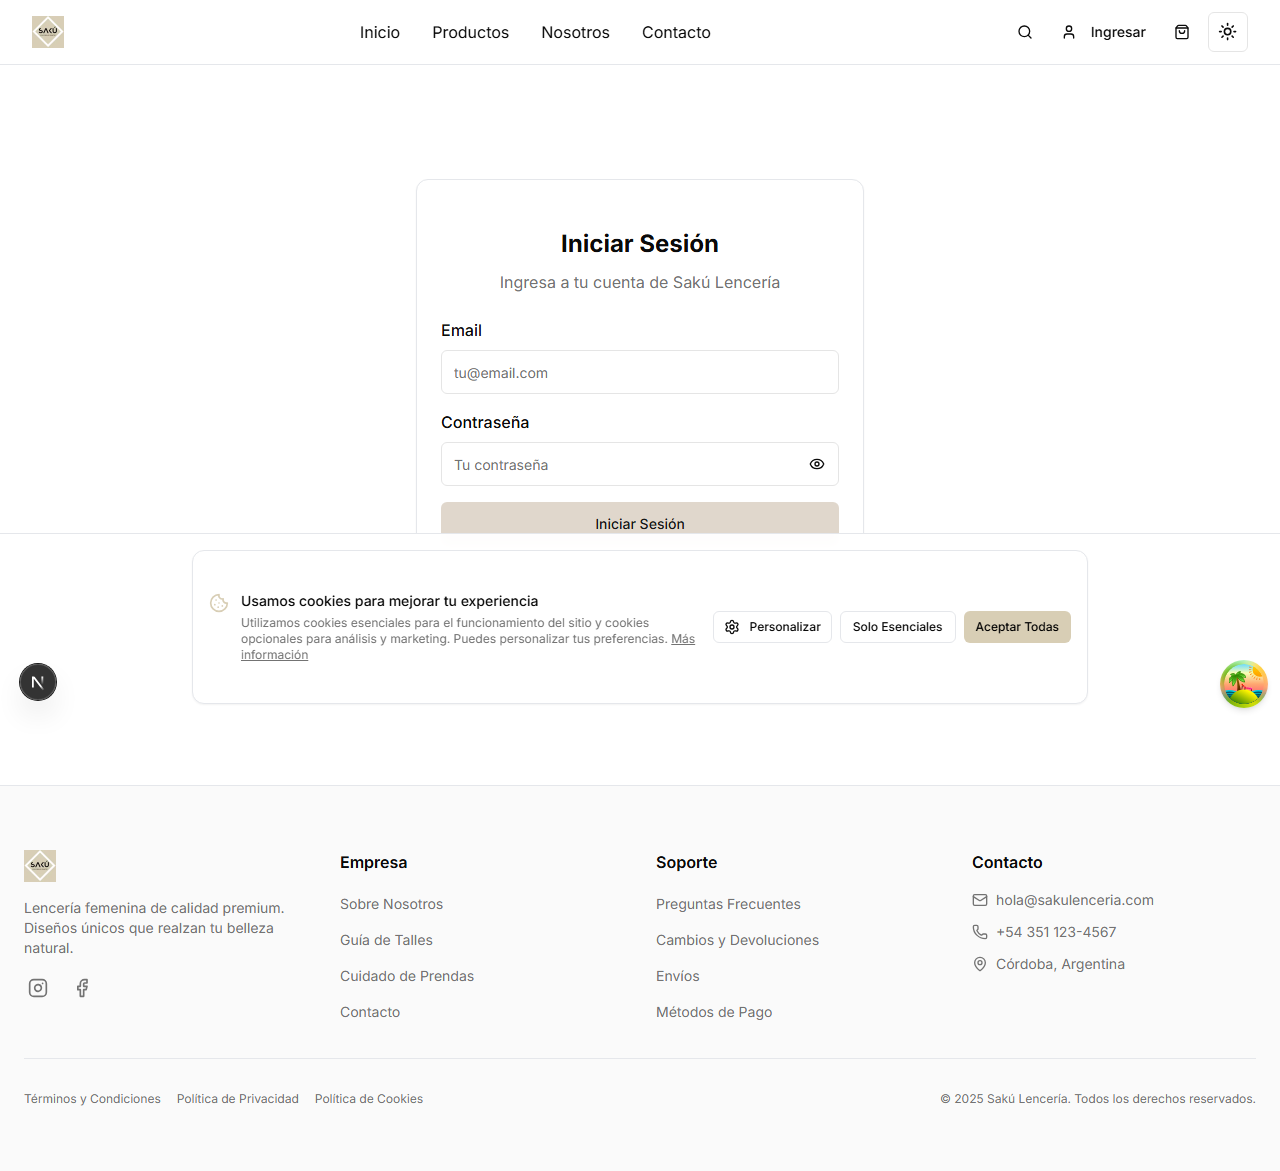 SAKÚ
Inicio
Productos
Nosotros
Contacto
Ingresar
Iniciar Sesión
Ingresa a tu cuenta de Sakú Lencería
Email
tu@email.com
Contraseña
Tu contraseña
Iniciar Sesión
Usamos cookies para mejorar tu experiencia
Utilizamos cookies esenciales para el funcionamiento del sitio y cookies
opcionales para análisis y marketing. Puedes personalizar tus preferencias. Más
información
Personalizar
Solo Esenciales
Aceptar Todas
N
SAKÚ
Lencería femenina de calidad premium.
Diseños únicos que realzan tu belleza
natural.
Empresa
Sobre Nosotros
Guía de Talles
Cuidado de Prendas
Contacto
Soporte
Preguntas Frecuentes
Cambios y Devoluciones
Envíos
Métodos de Pago
Contacto
hola@sakulenceria.com
+54 351 123-4567
Córdoba, Argentina
Términos y Condiciones
Política de Privacidad
Política de Cookies
© 2025 Sakú Lencería. Todos los derechos reservados.